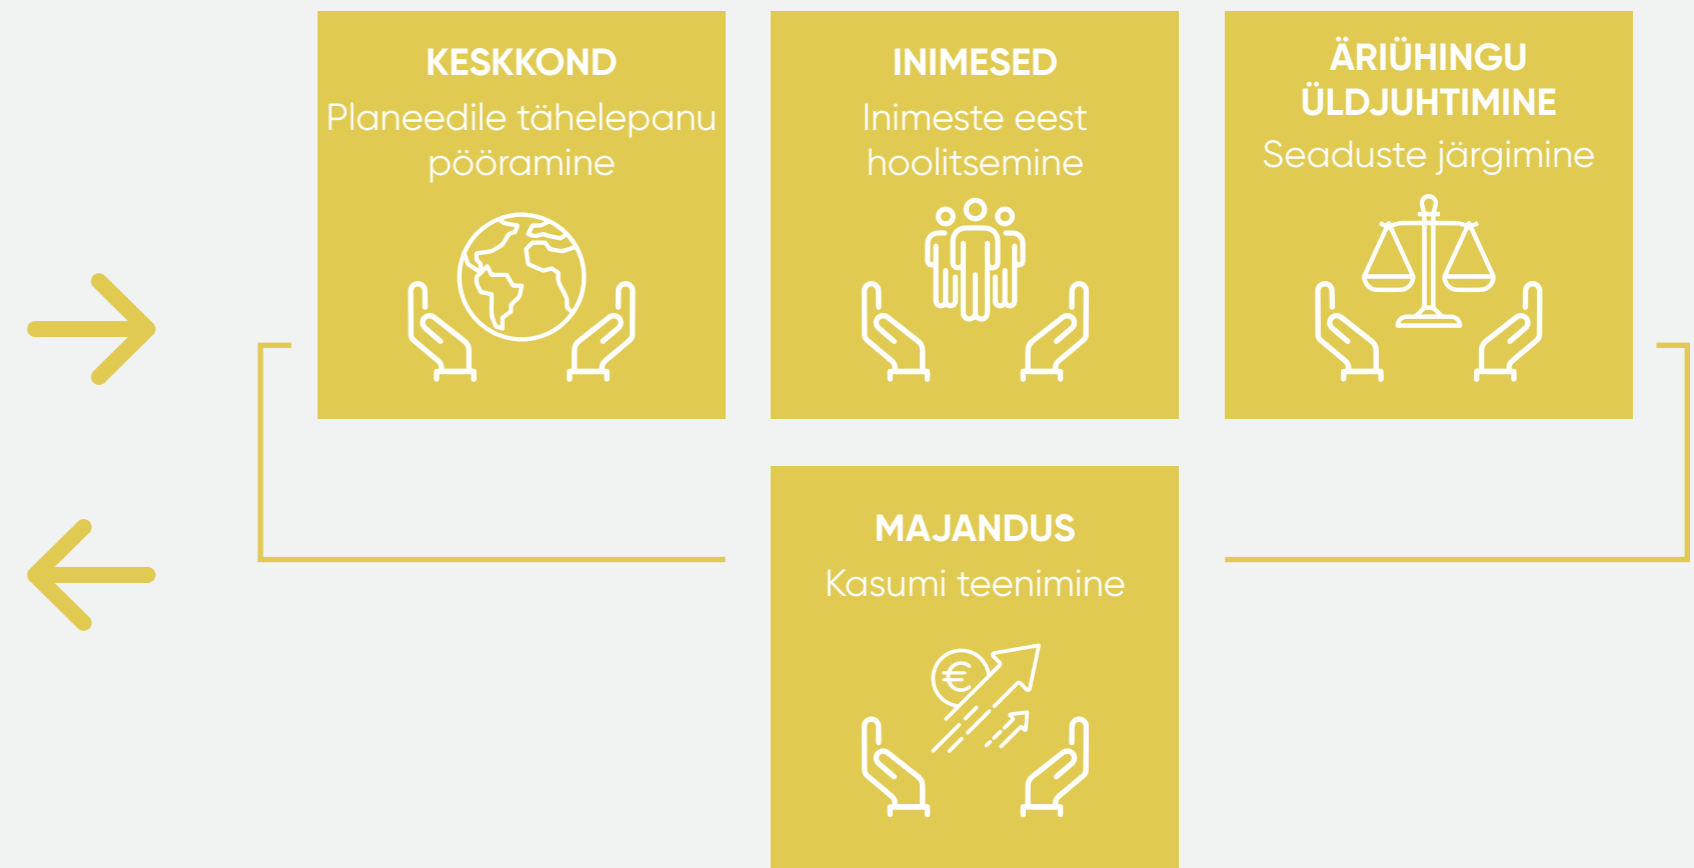 KESKKOND
Planeedile tähelepanu
pööramine
INIMESED
Inimeste eest
hoolitsemine
ÄRIÜHINGU
ÜLDJUHTIMINE
Seaduste järgimine
MAJANDUS
Kasumi teenimine
€